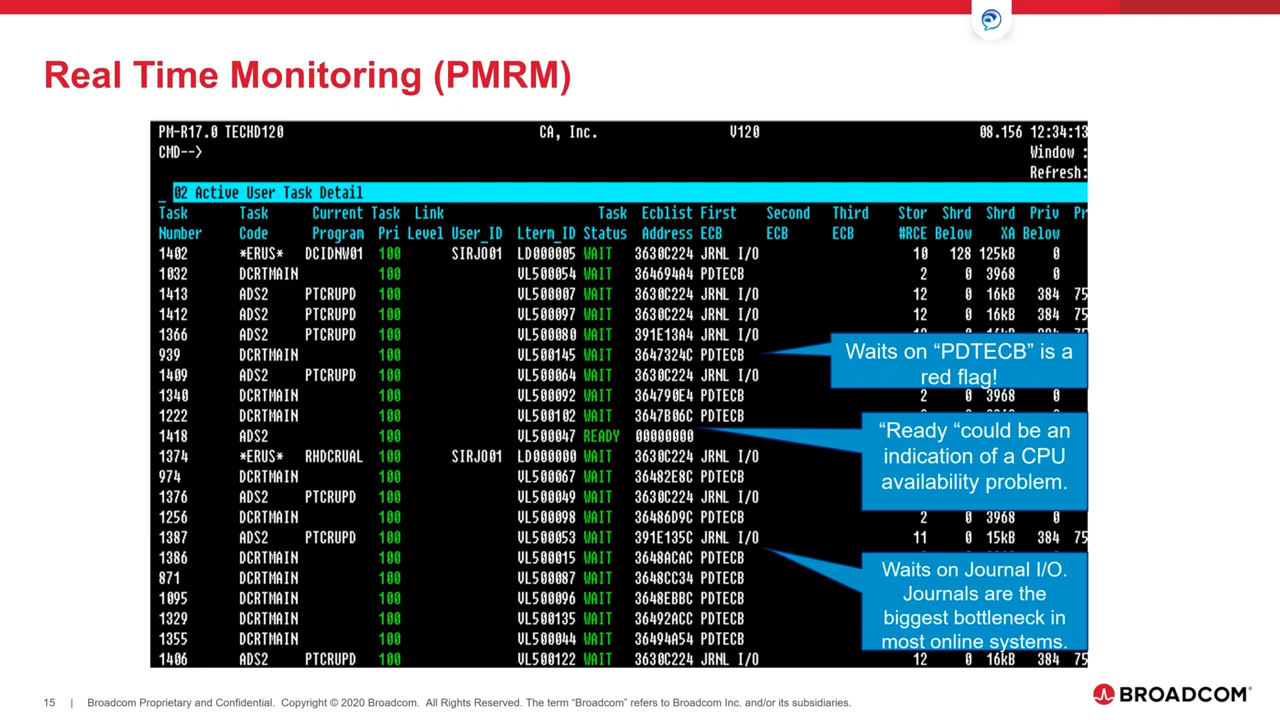 Real Time Monitoring (PMRM)
PM-R17.0 TECHD120 CA, Inc. V120 08.156 12:34:13
CMD--> Window :
Refresh:
_ 02 Active User Task Detail
Task Task Current Task Link Task Ecblist First Second Third Stor Shrd Shrd Priv Pr
Number Code Program Pri Level User_ID Lterm_ID Status Address ECB ECB ECB #RCE Below XA Below
1402 *ERUS* DCIDNW01 100 SIRJO01 LD000005 WAIT 3630C224 JRNL I/O 10 128 125kB 0
1032 DCRTMAIN 100 VL500054 WAIT 364694A4 PDTECB 2 0 3968 0
1413 ADS2 PTCRUPD 100 VL500007 WAIT 3630C224 JRNL I/O 12 0 16kB 384 75
1412 ADS2 PTCRUPD 100 VL500097 WAIT 3630C224 JRNL I/O 12 0 16kB 384 75
1366 ADS2 PTCRUPD 100 VL500080 WAIT 391E13A4 JRNL I/O
939 DCRTMAIN 100 VL500145 WAIT 3647324C PDTECB
1409 ADS2 PTCRUPD 100 VL500064 WAIT 3630C224 JRNL I/O
1340 DCRTMAIN 100 VL500092 WAIT 364790E4 PDTECB 2 0 3968 0
1222 DCRTMAIN 100 VL500102 WAIT 3647B06C PDTECB
1418 ADS2 100 VL500047 READY 00000000
1374 *ERUS* RHDCRUAL 100 SIRJO01 LD000000 WAIT 3630C224 JRNL I/O
974 DCRTMAIN 100 VL500067 WAIT 36482E8C PDTECB
1376 ADS2 PTCRUPD 100 VL500049 WAIT 3630C224 JRNL I/O
1256 DCRTMAIN 100 VL500098 WAIT 36486D9C PDTECB 2 0 3968 0
1387 ADS2 PTCRUPD 100 VL500053 WAIT 391E135C JRNL I/O 11 0 15kB 384 75
1386 DCRTMAIN 100 VL500015 WAIT 3648ACAC PDTECB
871 DCRTMAIN 100 VL500087 WAIT 3648CC34 PDTECB
1095 DCRTMAIN 100 VL500096 WAIT 3648EBBC PDTECB
1329 DCRTMAIN 100 VL500135 WAIT 36492ACC PDTECB
1355 DCRTMAIN 100 VL500044 WAIT 36494A54 PDTECB
1406 ADS2 PTCRUPD 100 VL500122 WAIT 3630C224 JRNL I/O 12 0 16kB 384 75
Waits on “PDTECB” is a
red flag!
“Ready “could be an
indication of a CPU
availability problem.
Waits on Journal I/O.
Journals are the
biggest bottleneck in
most online systems.
15 | Broadcom Proprietary and Confidential. Copyright © 2020 Broadcom. All Rights Reserved. The term “Broadcom” refers to Broadcom Inc. and/or its subsidiaries.
BROADCOM®